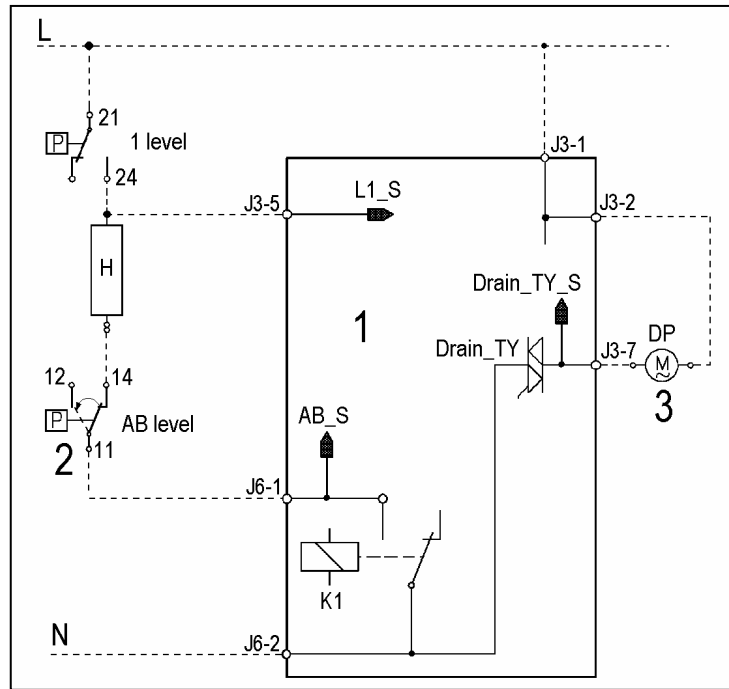 L
21
P
1 level
24
J3-1
J3-5
L1_S
J3-2
H
1
Drain_TY_S
Drain_TY
DP
J3-7
M
~
3
12
14
P
AB level
2
11
AB_S
J6-1
K1
N
J6-2